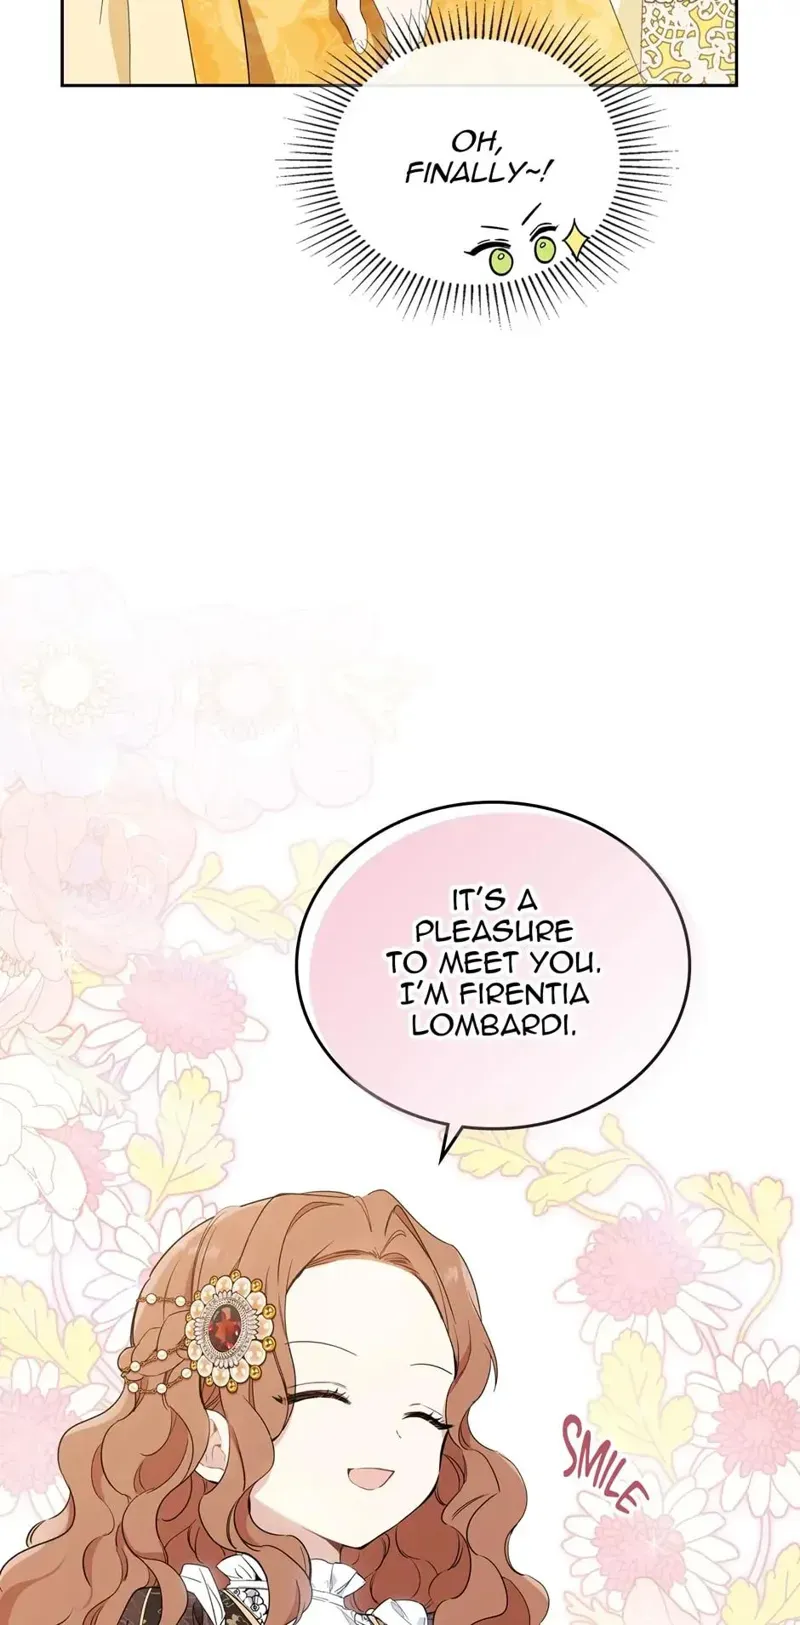 OH,
FINALLY~!
IT'S A
PLEASURE
TO MEET YOU.
I'M FIRENTIA
LOMBARDI.
SMILE